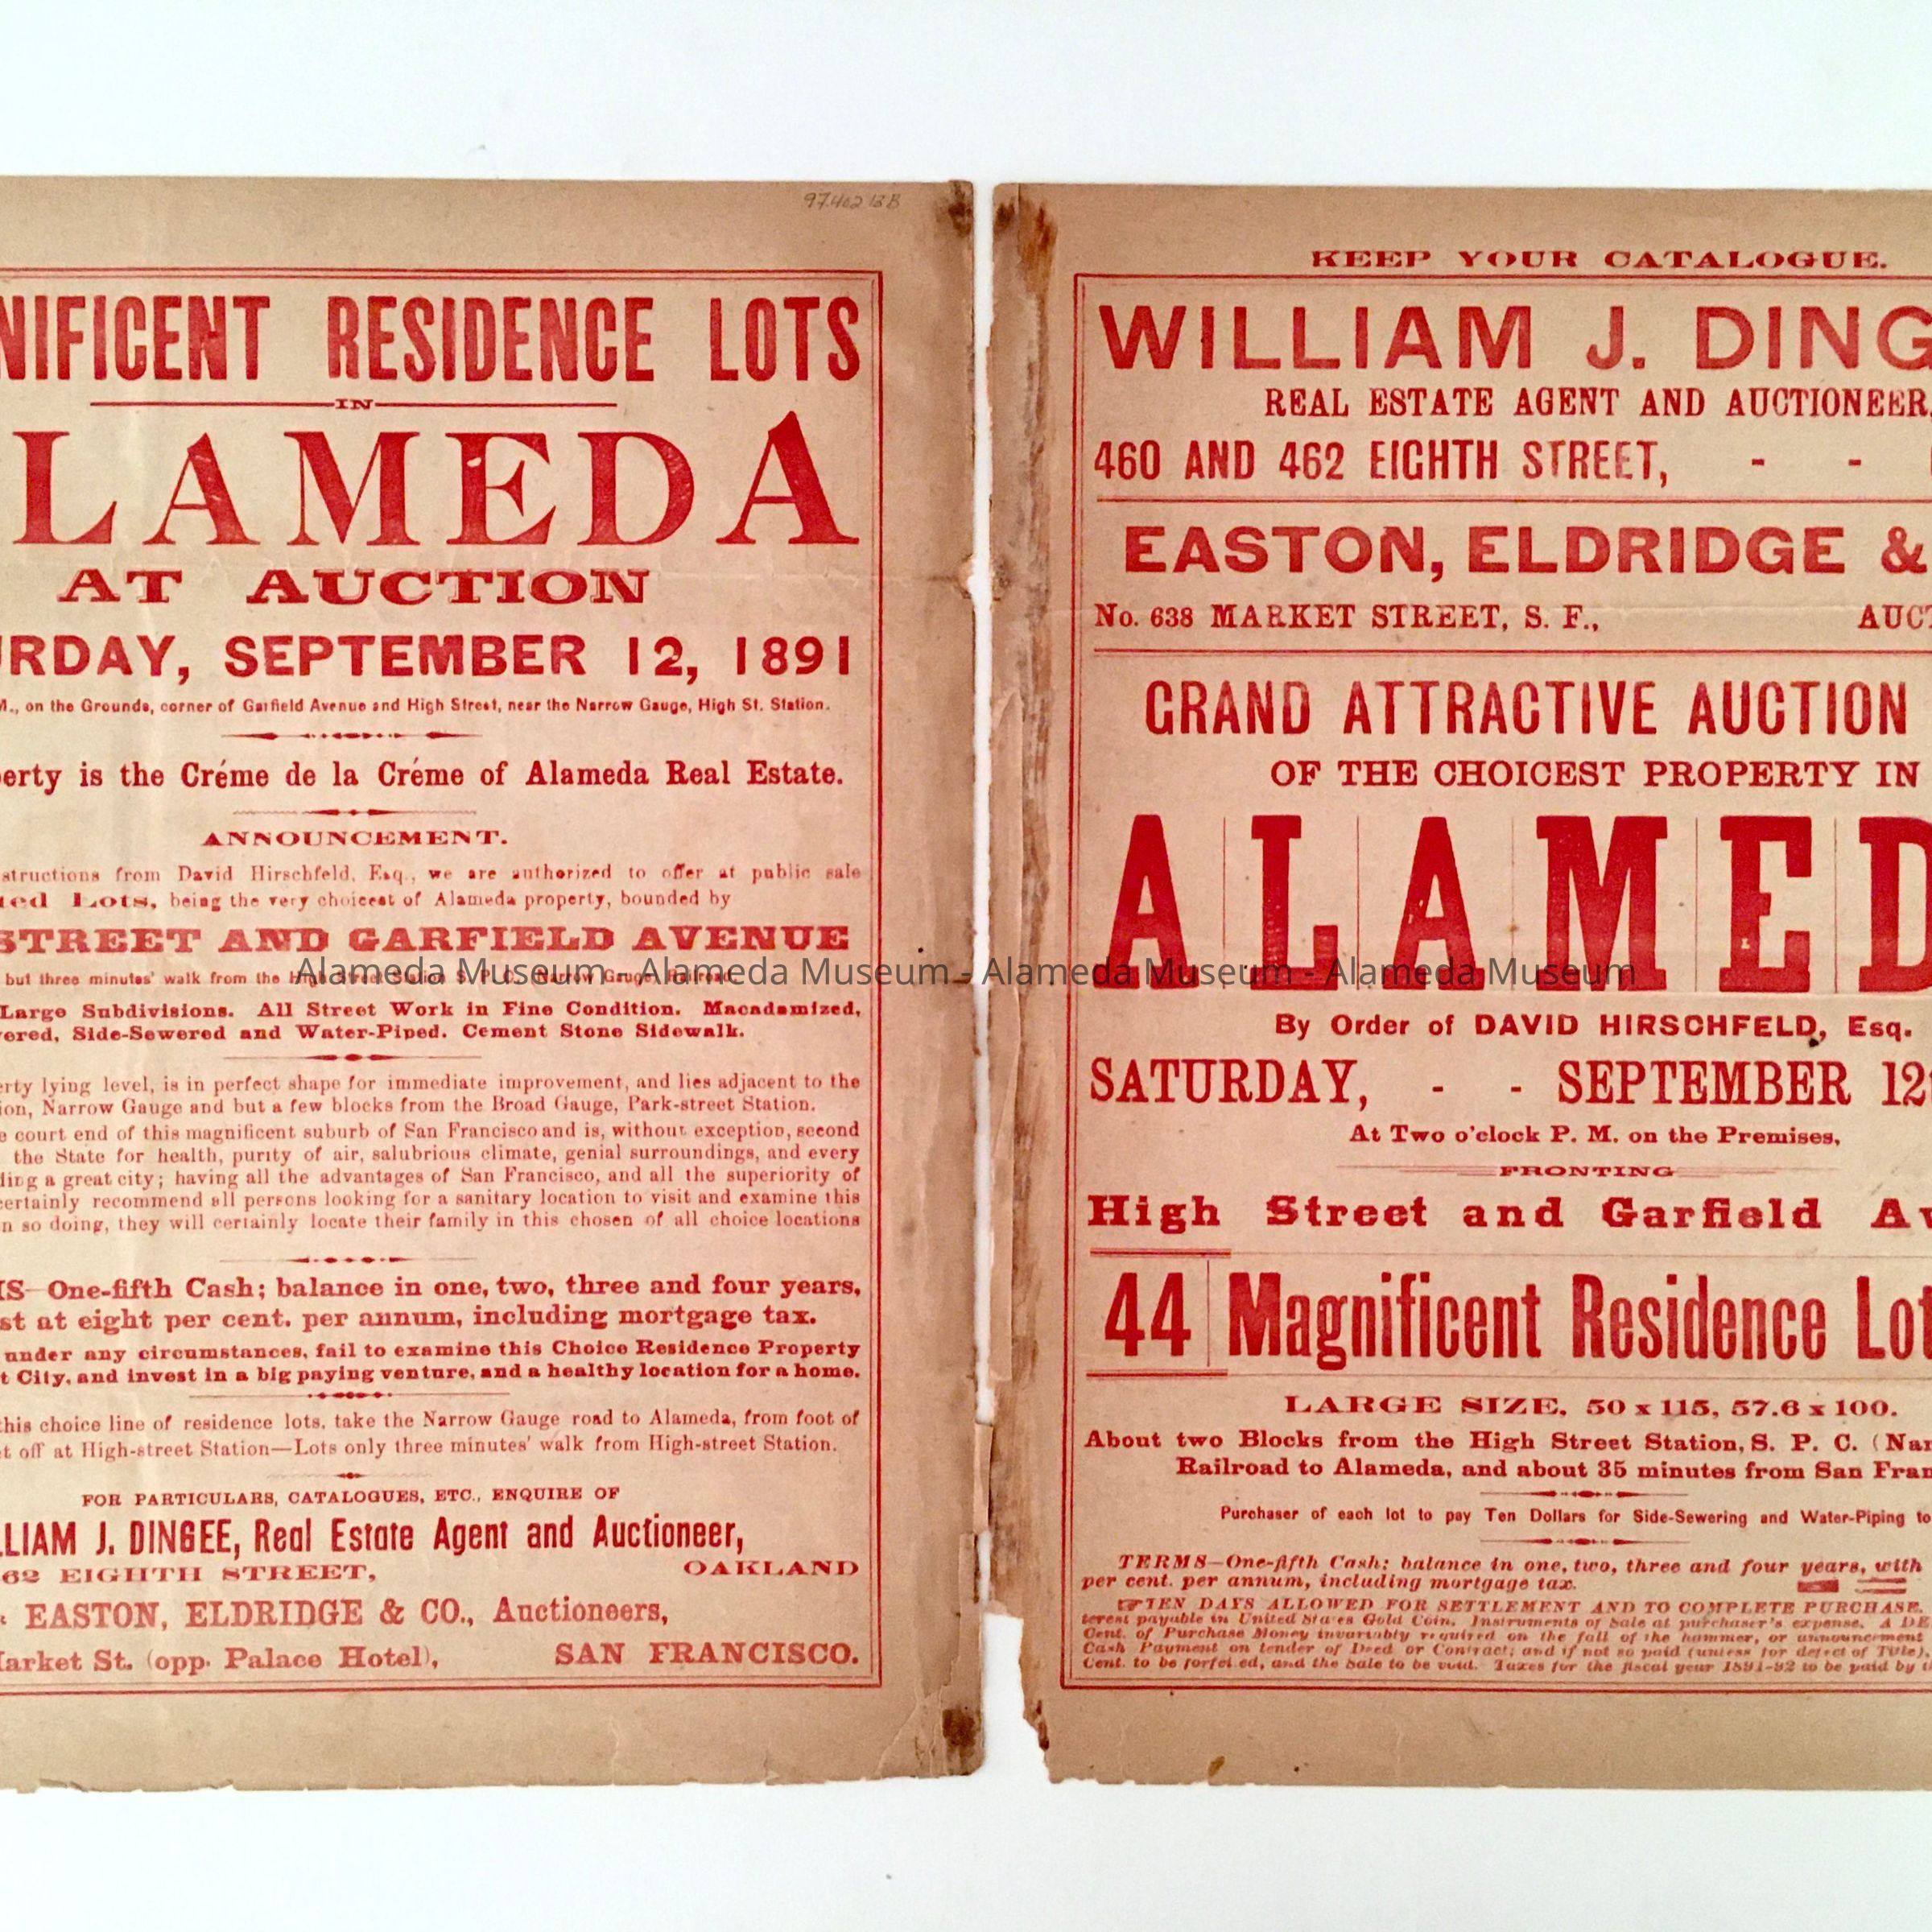 97.402 13B
NIFICENT RESIDENCE LOTS
IN
LAMEDA
AT AUCTION
URDAY, SEPTEMBER 12, 1891
M., on the Grounds, corner of Garfield Avenue and High Street, near the Narrow Gauge, High St. Station.
erty is the Créme de la Créme of Alameda Real Estate.
ANNOUNCEMENT.
structions from David Hirschfeld, Esq., we are authorized to offer at public sale
ted Lots, being the very choicest of Alameda property, bounded by
STREET AND GARFIELD AVENUE
but three minutes' walk from the High Street Station S. P. C. (Narrow Gauge) Railroad.
Large Subdivisions. All Street Work in Fine Condition. Macadamized,
ered, Side-Sewered and Water-Piped. Cement Stone Sidewalk.
rty lying level, is in perfect shape for immediate improvement, and lies adjacent to the
ion, Narrow Gauge and but a few blocks from the Broad Gauge, Park-street Station.
e court end of this magnificent suburb of San Francisco and is, without exception, second
the State for health, purity of air, salubrious climate, genial surroundings, and every
ding a great city; having all the advantages of San Francisco, and all the superiority of
certainly recommend all persons looking for a sanitary location to visit and examine this
n so doing, they will certainly locate their family in this chosen of all choice locations
MS—One-fifth Cash; balance in one, two, three and four years,
st at eight per cent. per annum, including mortgage tax.
under any circumstances, fail to examine this Choice Residence Property
t City, and invest in a big paying venture, and a healthy location for a home.
this choice line of residence lots, take the Narrow Gauge road to Alameda, from foot of
t off at High-street Station—Lots only three minutes' walk from High-street Station.
FOR PARTICULARS, CATALOGUES, ETC., ENQUIRE OF
LLIAM J. DINGEE, Real Estate Agent and Auctioneer,
62 EIGHTH STREET, OAKLAND
& EASTON, ELDRIDGE & CO., Auctioneers,
Market St. (opp. Palace Hotel), SAN FRANCISCO.
KEEP YOUR CATALOGUE.
WILLIAM J. DING
REAL ESTATE AGENT AND AUCTIONEER,
460 AND 462 EIGHTH STREET, - -
EASTON, ELDRIDGE &
No. 638 MARKET STREET, S. F., AUCT
GRAND ATTRACTIVE AUCTION
OF THE CHOICEST PROPERTY IN
ALAMED
By Order of DAVID HIRSCHFELD, Esq.
SATURDAY, - - SEPTEMBER 12
At Two o'clock P. M. on the Premises,
FRONTING
High Street and Garfield Av
44 Magnificent Residence Lot
LARGE SIZE, 50 x 115, 57.6 x 100.
About two Blocks from the High Street Station, S. P. C. (Nar
Railroad to Alameda, and about 35 minutes from San Fran
Purchaser of each lot to pay Ten Dollars for Side-Sewering and Water-Piping to
TERMS—One-fifth Cash; balance in one, two, three and four years, with
per cent. per annum, including mortgage tax.
☞TEN DAYS ALLOWED FOR SETTLEMENT AND TO COMPLETE PURCHASE.
terest payable in United States Gold Coin. Instruments of Sale at purchaser's expense. A DE
Cent. of Purchase Money invariably required on the fall of the hammer, or announcement
Cash Payment on tender of Deed or Contract; and if not so paid (unless for defect of Title),
Cent. to be forfeited, and the Sale to be void. Taxes for the fiscal year 1891-92 to be paid by t
Alameda Museum - Alameda Museum - Alameda Museum - Alameda Museum